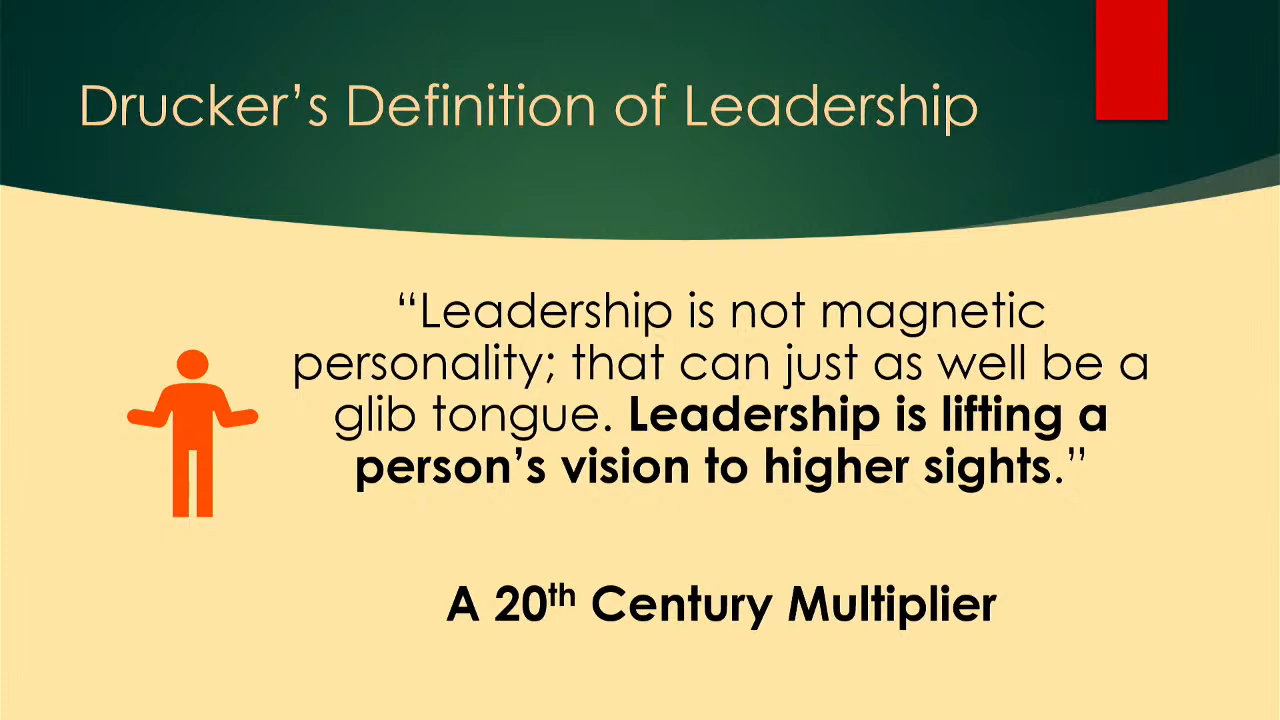 Drucker’s Definition of Leadership
“Leadership is not magnetic
personality; that can just as well be a
glib tongue. Leadership is lifting a
person’s vision to higher sights.”
A 20th Century Multiplier